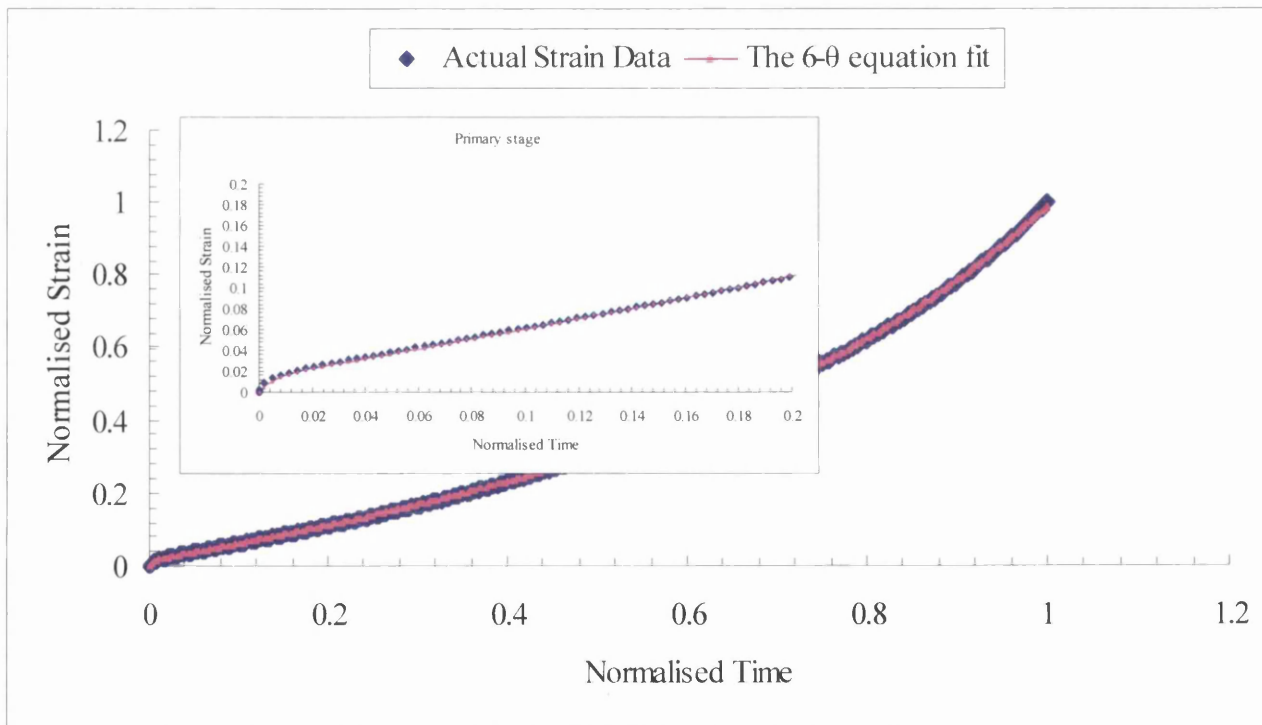 Actual Strain Data The 6-θ equation fit
Primary stage
Normalised Strain
0.2
0.18
0.16
0.14
0.12
0.1
0.08
0.06
0.04
0.02
0
0 0.02 0.04 0.06 0.08 0.1 0.12 0.14 0.16 0.18 0.2
Normalised Time
Normalised Strain
1.2
1
0.8
0.6
0.4
0.2
0
0 0.2 0.4 0.6 0.8 1 1.2
Normalised Time